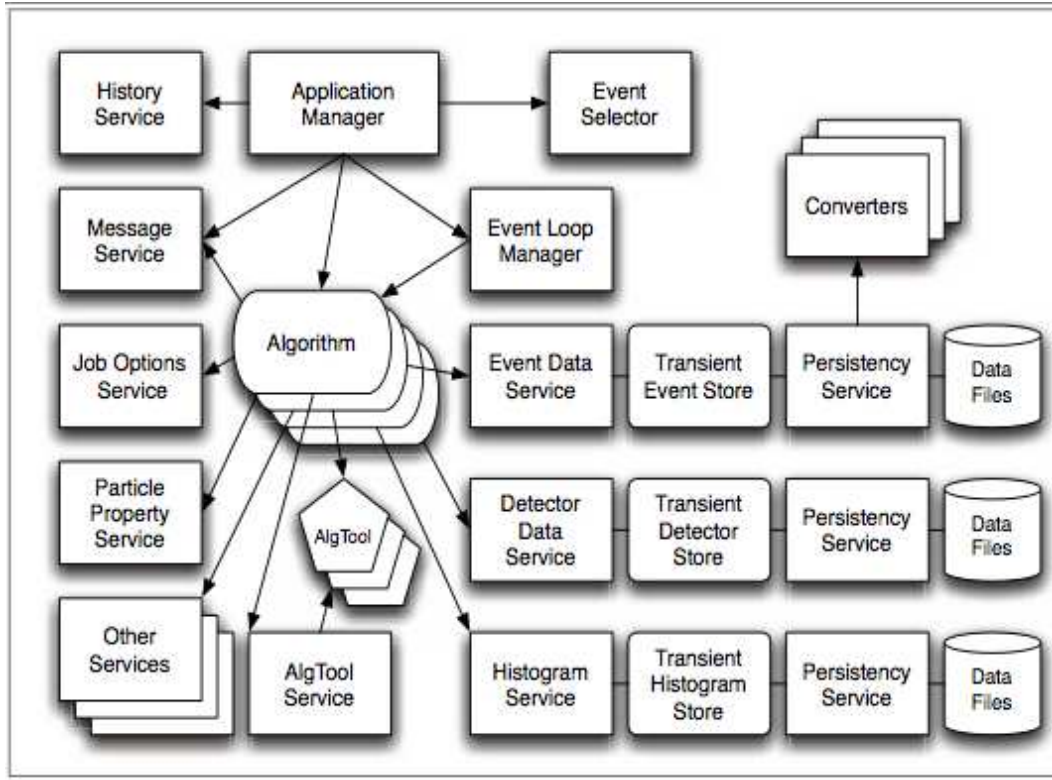 History
Service
Application
Manager
Event
Selector
Message
Service
Event Loop
Manager
Converters
Algorithm
Job Options
Service
Event Data
Service
Transient
Event Store
Persistency
Service
Data
Files
Particle
Property
Service
AlgTool
Detector
Data
Service
Transient
Detector
Store
Persistency
Service
Data
Files
Other
Services
AlgTool
Service
Histogram
Service
Transient
Histogram
Store
Persistency
Service
Data
Files